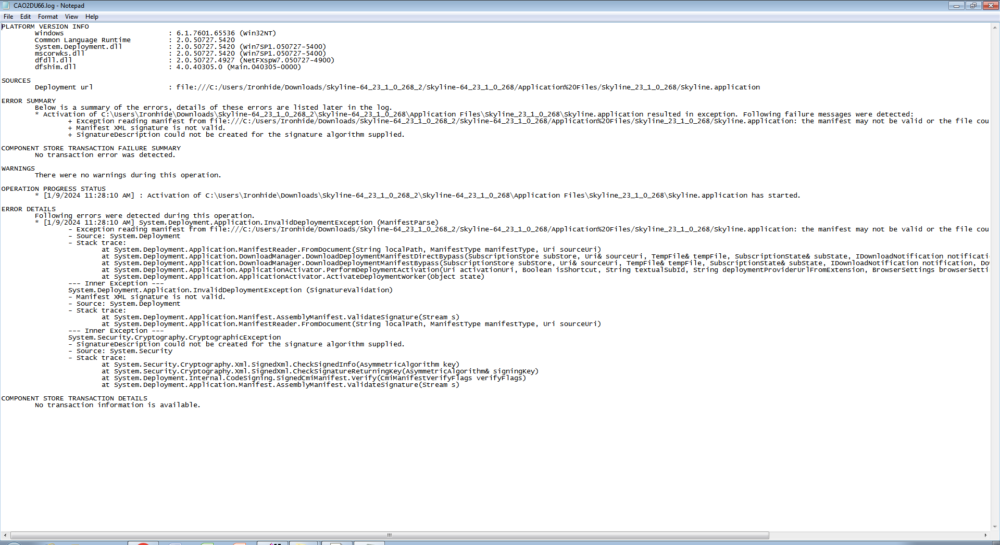 CAO2DU66.log - Notepad
File Edit Format View Help
PLATFORM VERSION INFO
Windows : 6.1.7601.65536 (Win32NT)
Common Language Runtime : 2.0.50727.5420
System.Deployment.dll : 2.0.50727.5420 (Win7SP1.050727-5400)
mscorwks.dll : 2.0.50727.5420 (Win7SP1.050727-5400)
dfdll.dll : 2.0.50727.4927 (NetFXspW7.050727-4900)
dfshim.dll : 4.0.40305.0 (Main.040305-0000)
SOURCES
Deployment url : file:///C:/Users/Ironhide/Downloads/Skyline-64_23_1_0_268_2/Skyline-64_23_1_0_268/Application%20Files/Skyline_23_1_0_268/Skyline.application
ERROR SUMMARY
Below is a summary of the errors, details of these errors are listed later in the log.
* Activation of C:\Users\Ironhide\Downloads\Skyline-64_23_1_0_268_2\Skyline-64_23_1_0_268\Application Files\Skyline_23_1_0_268\Skyline.application resulted in exception. Following failure messages were detected:
+ Exception reading manifest from file:///C:/Users/Ironhide/Downloads/Skyline-64_23_1_0_268_2/Skyline-64_23_1_0_268/Application%20Files/Skyline_23_1_0_268/Skyline.application: the manifest may not be valid or the file cou
+ Manifest XML signature is not valid.
+ SignatureDescription could not be created for the signature algorithm supplied.
COMPONENT STORE TRANSACTION FAILURE SUMMARY
No transaction error was detected.
WARNINGS
There were no warnings during this operation.
OPERATION PROGRESS STATUS
* [1/9/2024 11:28:10 AM] : Activation of C:\Users\Ironhide\Downloads\Skyline-64_23_1_0_268_2\Skyline-64_23_1_0_268\Application Files\Skyline_23_1_0_268\Skyline.application has started.
ERROR DETAILS
Following errors were detected during this operation.
* [1/9/2024 11:28:10 AM] System.Deployment.Application.InvalidDeploymentException (ManifestParse)
- Exception reading manifest from file:///C:/Users/Ironhide/Downloads/Skyline-64_23_1_0_268_2/Skyline-64_23_1_0_268/Application%20Files/Skyline_23_1_0_268/Skyline.application: the manifest may not be valid or the file cou
- Source: System.Deployment
- Stack trace:
at System.Deployment.Application.ManifestReader.FromDocument(String localPath, ManifestType manifestType, Uri sourceUri)
at System.Deployment.Application.DownloadManager.DownloadDeploymentManifestDirectBypass(SubscriptionStore subStore, Uri& sourceUri, TempFile& tempFile, SubscriptionState& subState, IDownloadNotification notificati
at System.Deployment.Application.DownloadManager.DownloadDeploymentManifestBypass(SubscriptionStore subStore, Uri& sourceUri, TempFile& tempFile, SubscriptionState& subState, IDownloadNotification notification, Do
at System.Deployment.Application.ApplicationActivator.PerformDeploymentActivation(Uri activationUri, Boolean isShortcut, String textualSubId, String deploymentProviderUrlFromExtension, BrowserSettings browserSetti
at System.Deployment.Application.ApplicationActivator.ActivateDeploymentWorker(Object state)
--- Inner Exception ---
System.Deployment.Application.InvalidDeploymentException (SignatureValidation)
- Manifest XML signature is not valid.
- Source: System.Deployment
- Stack trace:
at System.Deployment.Application.Manifest.AssemblyManifest.ValidateSignature(Stream s)
at System.Deployment.Application.ManifestReader.FromDocument(String localPath, ManifestType manifestType, Uri sourceUri)
--- Inner Exception ---
System.Security.Cryptography.CryptographicException
- SignatureDescription could not be created for the signature algorithm supplied.
- Source: System.Security
- Stack trace:
at System.Security.Cryptography.Xml.SignedXml.CheckSignedInfo(AsymmetricAlgorithm key)
at System.Security.Cryptography.Xml.SignedXml.CheckSignatureReturningKey(AsymmetricAlgorithm& signingKey)
at System.Deployment.Internal.CodeSigning.SignedCmiManifest.Verify(CmiManifestVerifyFlags verifyFlags)
at System.Deployment.Application.Manifest.AssemblyManifest.ValidateSignature(Stream s)
COMPONENT STORE TRANSACTION DETAILS
No transaction information is available.